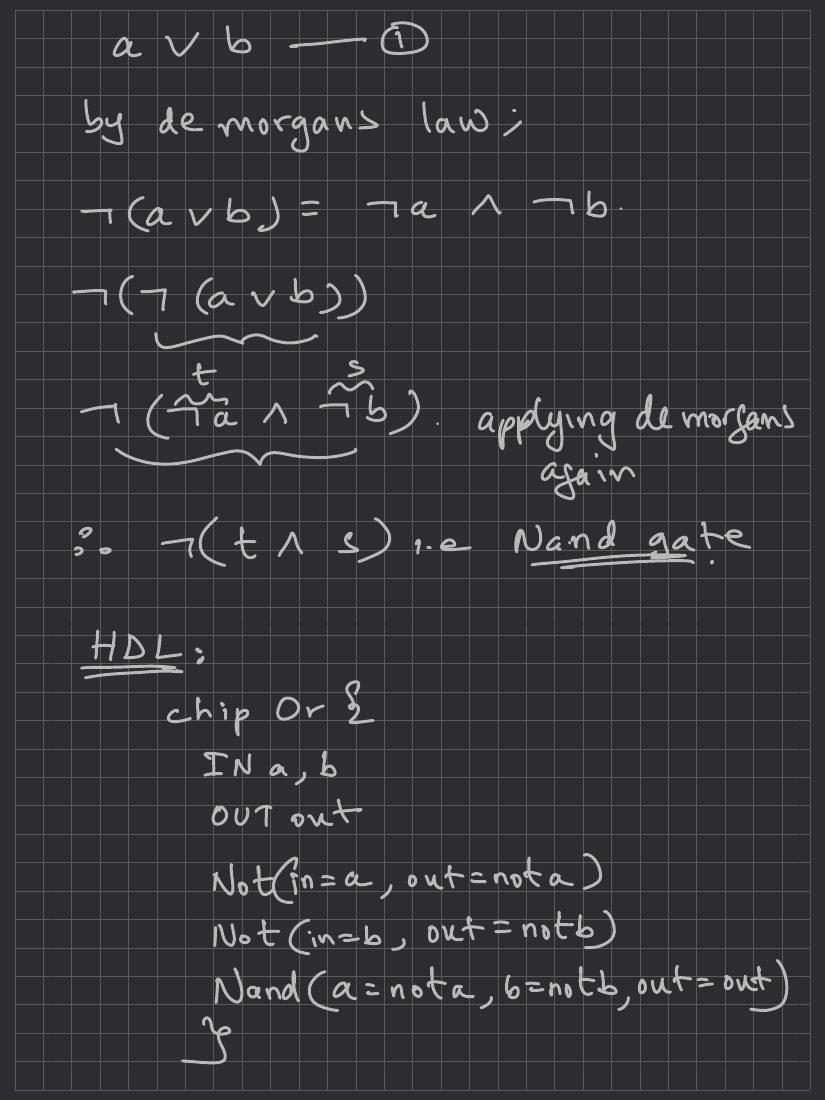 a ∨ b — ①
by de morgans law;
¬(a ∨ b) = ¬a ∧ ¬b.
¬(¬(a ∨ b))
t s
¬(¬a ∧ ¬b). applying de morgans
again
∴ ¬(t ∧ s) i.e Nand gate
HDL:
chip Or {
IN a, b
OUT out
Not(in=a, out=nota)
Not(in=b, out=notb)
Nand(a=nota, b=notb, out=out)
}